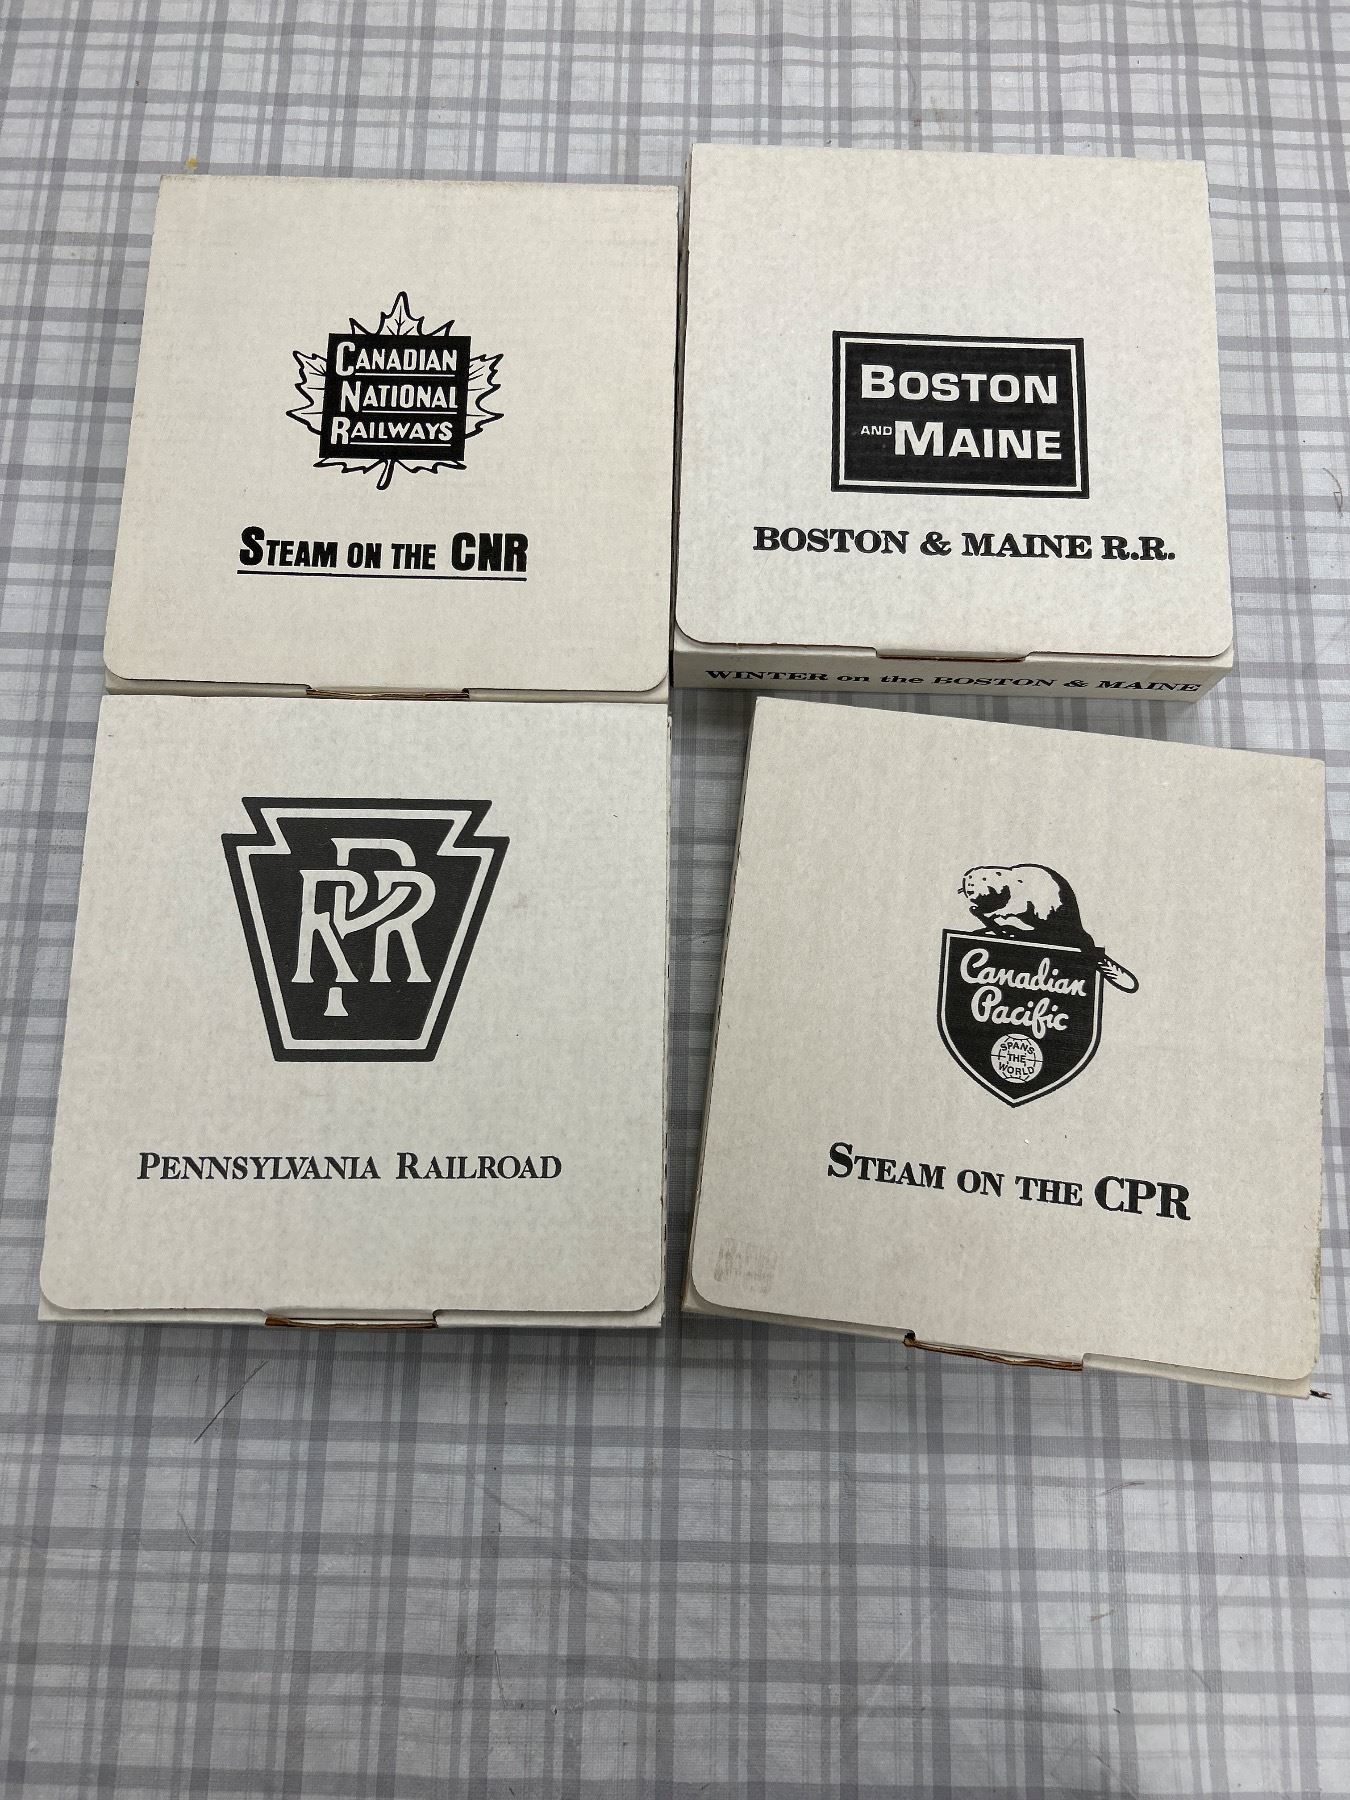 CANADIAN
NATIONAL
RAILWAYS
STEAM ON THE CNR
BOSTON
AND MAINE
BOSTON & MAINE R.R.
WINTER on the BOSTON & MAINE
PRR
PENNSYLVANIA RAILROAD
Canadian
Pacific
SPANS
THE
WORLD
STEAM ON THE CPR